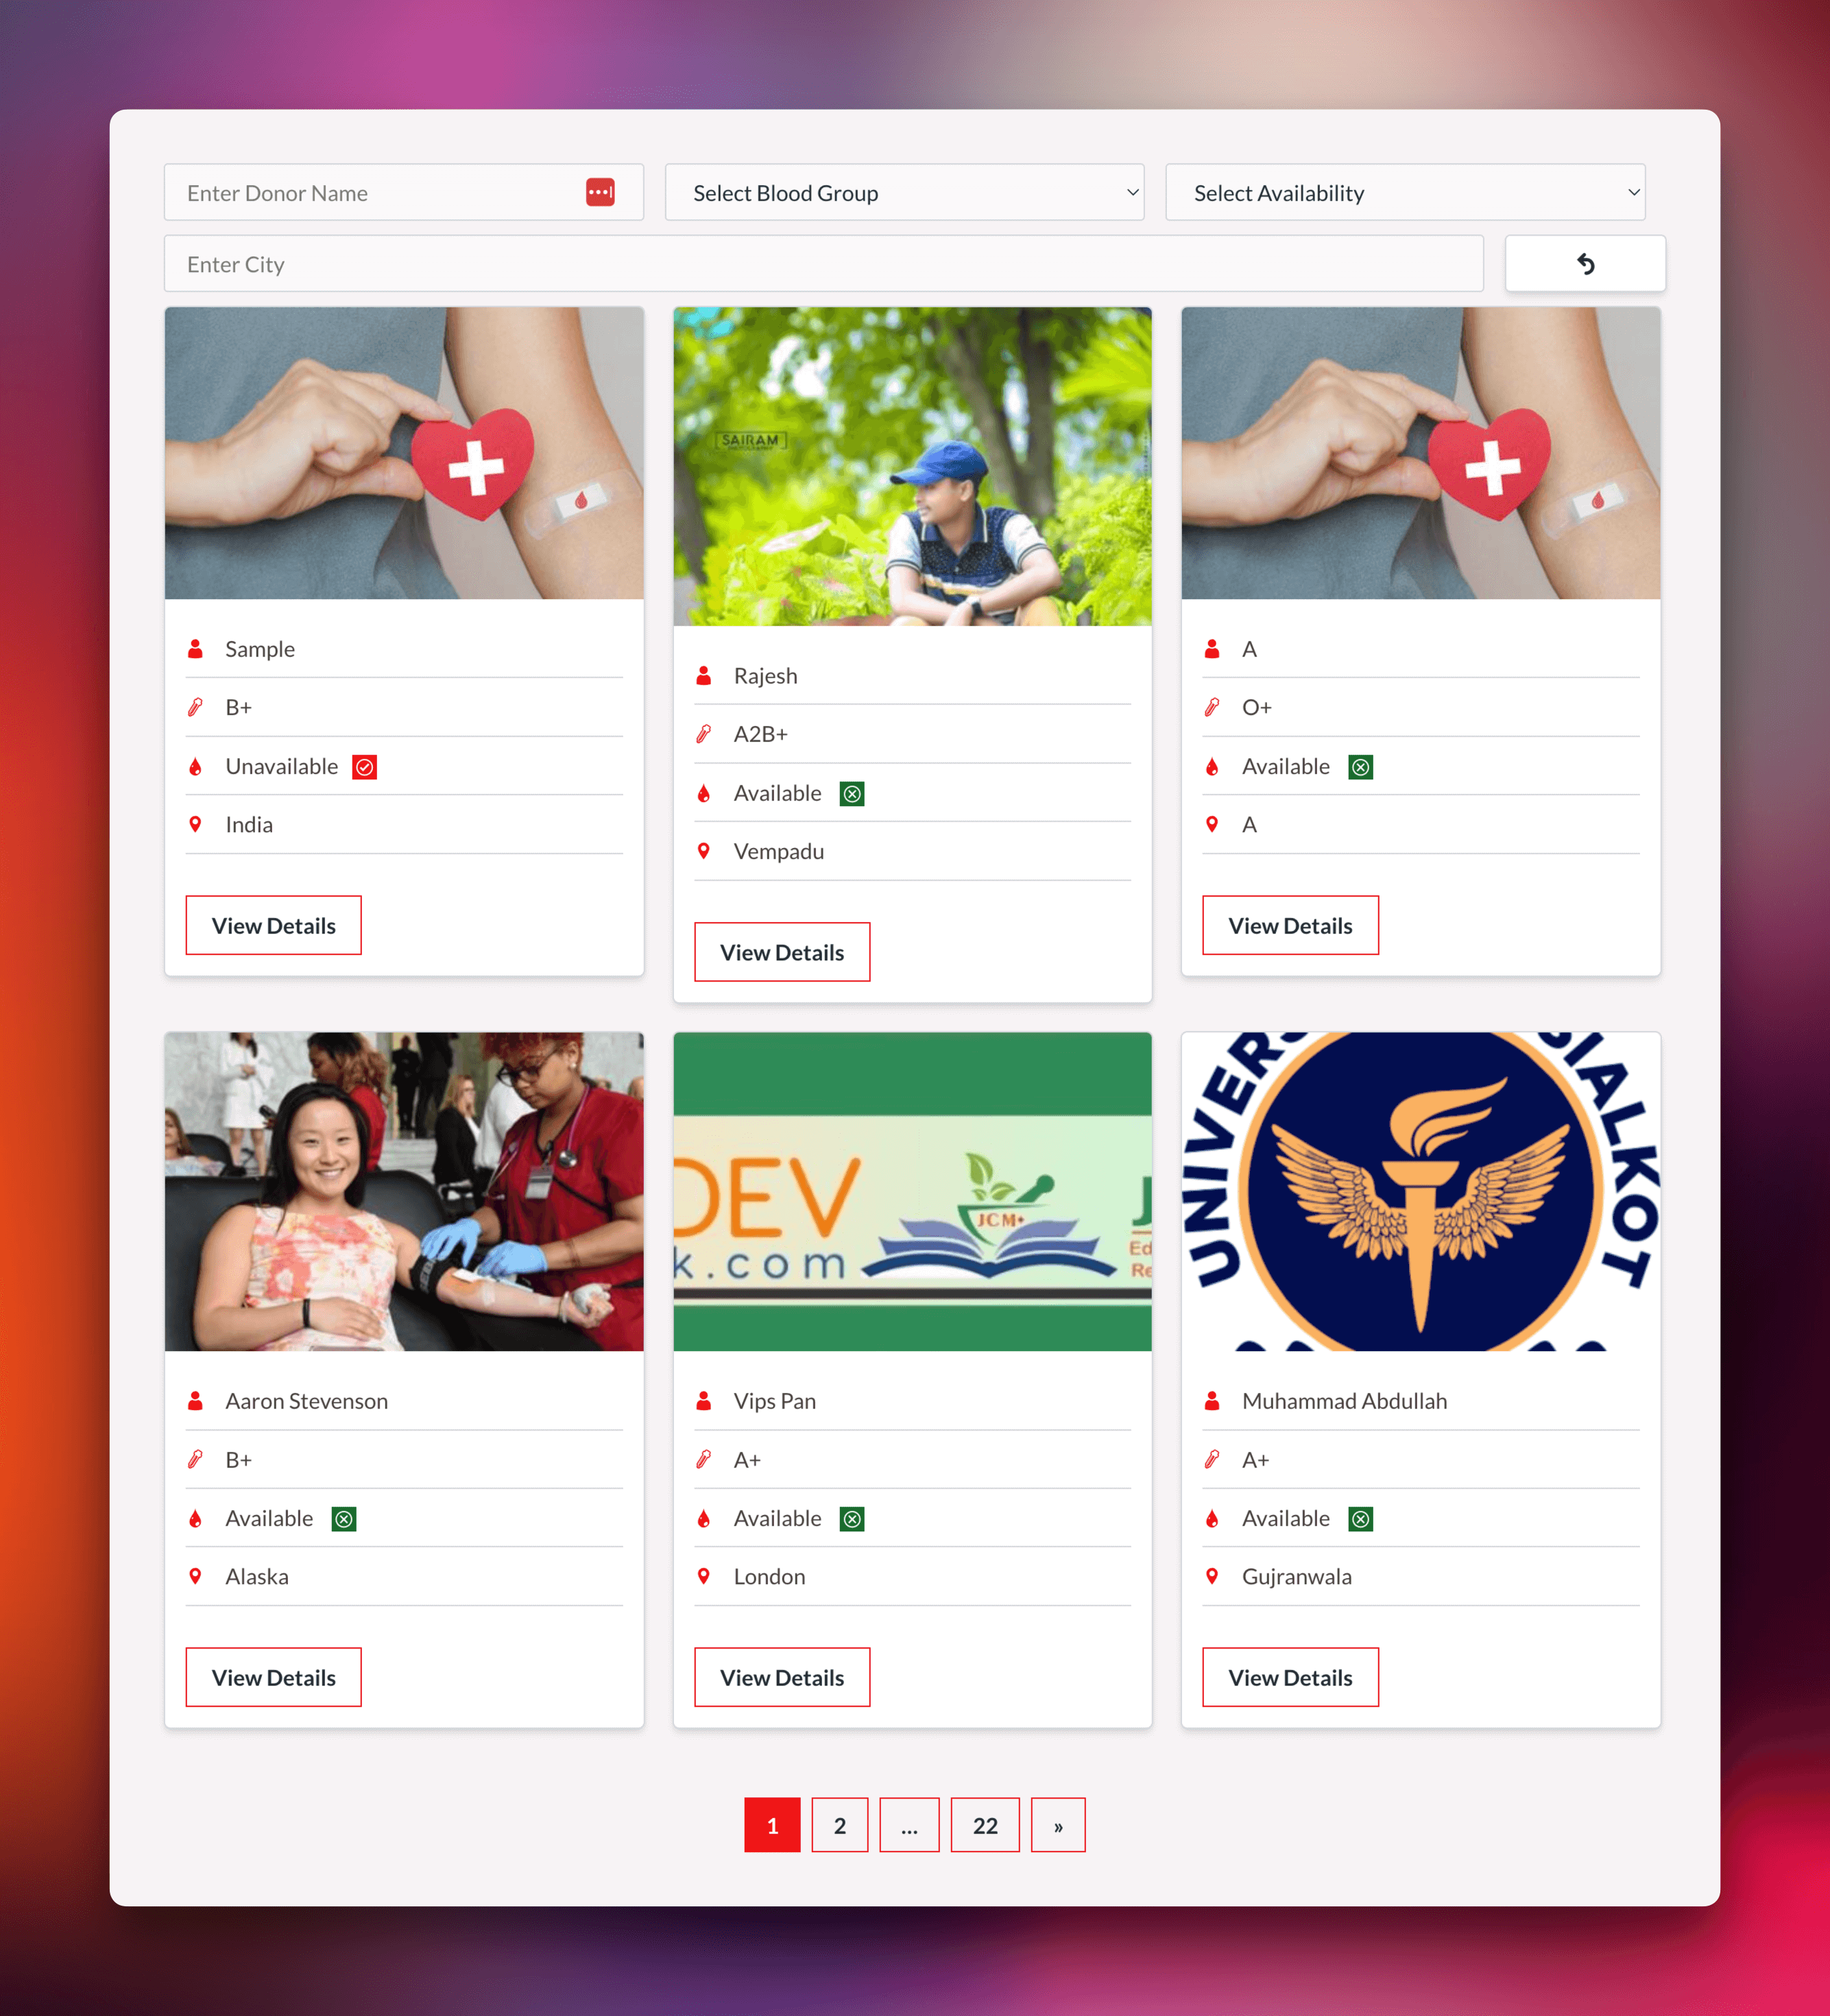 Enter Donor Name
Select Blood Group
Select Availability
Enter City
SAIRAM
Sample
B+
Unavailable
India
View Details
Rajesh
A2B+
Available
Vempadu
View Details
A
O+
Available
A
View Details
DEV
k.com
JCM+
Ed
Re
UNIVERS
SIALKOT
Aaron Stevenson
B+
Available
Alaska
View Details
Vips Pan
A+
Available
London
View Details
Muhammad Abdullah
A+
Available
Gujranwala
View Details
1
2
...
22
»